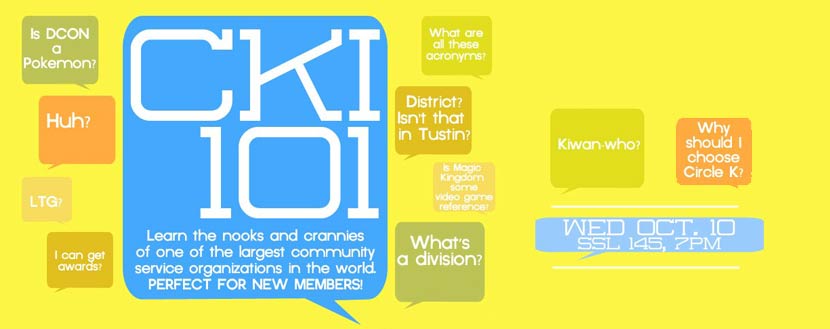 Is DCON
a
Pokemon?
Huh?
LTG?
I can get
awards?
CKI
101
Learn the nooks and crannies
of one of the largest community
service organizations in the world.
PERFECT FOR NEW MEMBERS!
What are
all these
acronyms?
District?
Isn't that
in Tustin?
Is Magic
Kingdom
some
video game
reference?
What's
a division?
Kiwan-who?
Why
should I
choose
Circle K?
WED OCT. 10
SSL 145, 7PM